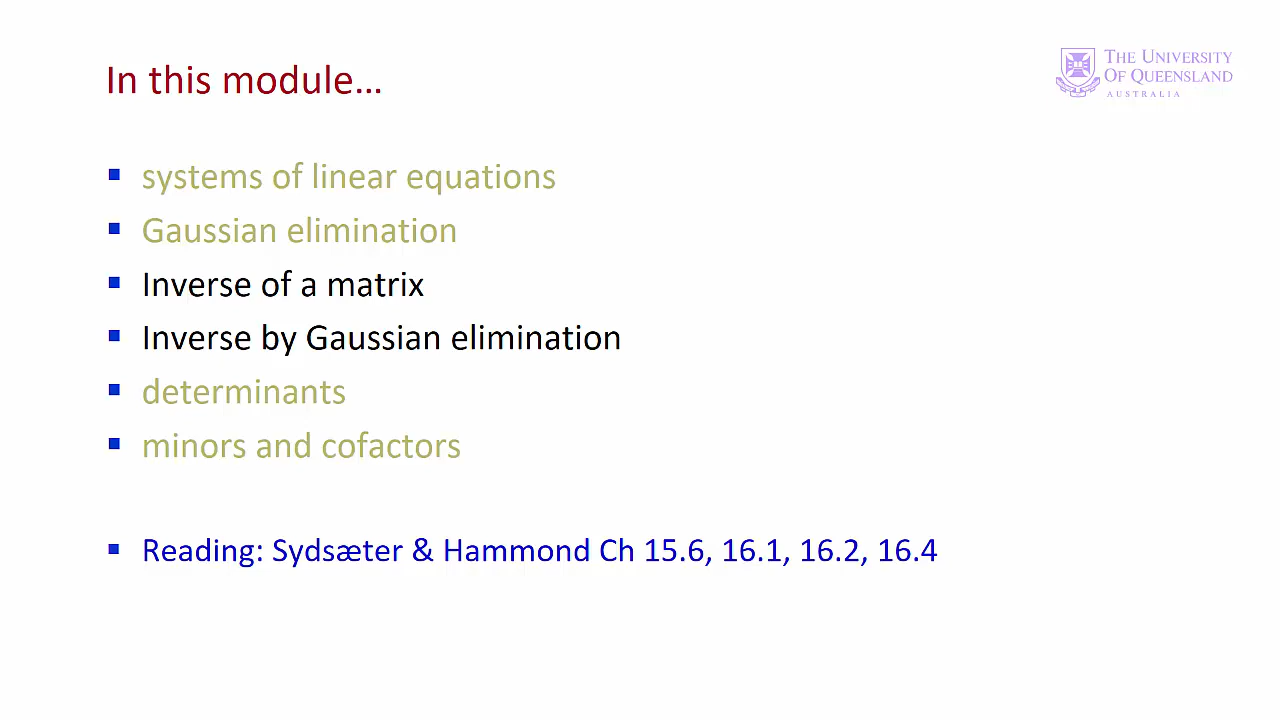 In this module...
THE UNIVERSITY
OF QUEENSLAND
AUSTRALIA
systems of linear equations
Gaussian elimination
Inverse of a matrix
Inverse by Gaussian elimination
determinants
minors and cofactors
Reading: Sydsæter & Hammond Ch 15.6, 16.1, 16.2, 16.4